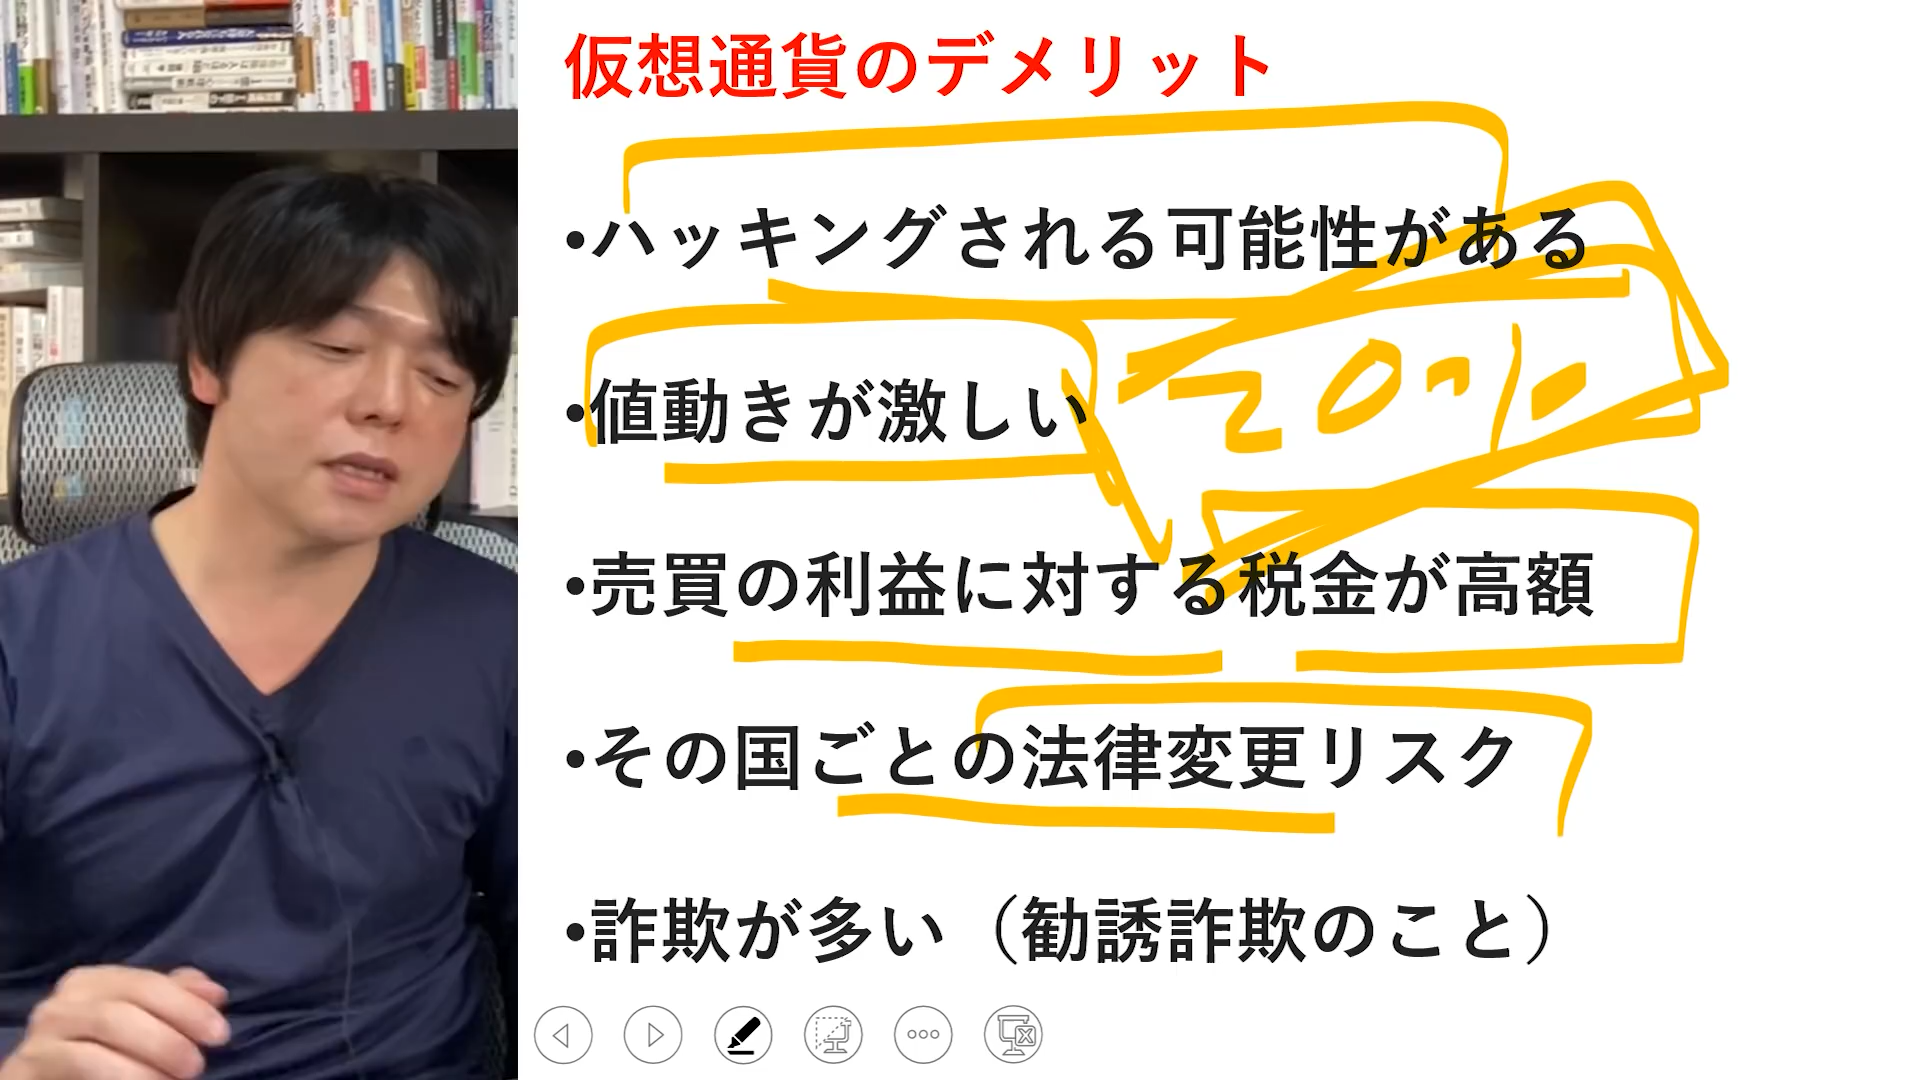 仮想通貨のデメリット
•ハッキングされる可能性がある
•値動きが激しい
20%
•売買の利益に対する税金が高額
•その国ごとの法律変更リスク
•詐欺が多い（勧誘詐欺のこと）